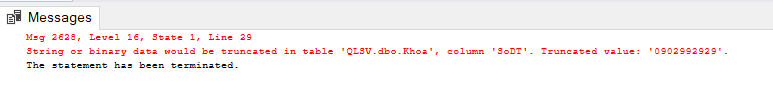 Messages
Msg 2628, Level 16, State 1, Line 29
String or binary data would be truncated in table 'QLSV.dbo.Khoa', column 'SoDT'. Truncated value: '0902992929'.
The statement has been terminated.